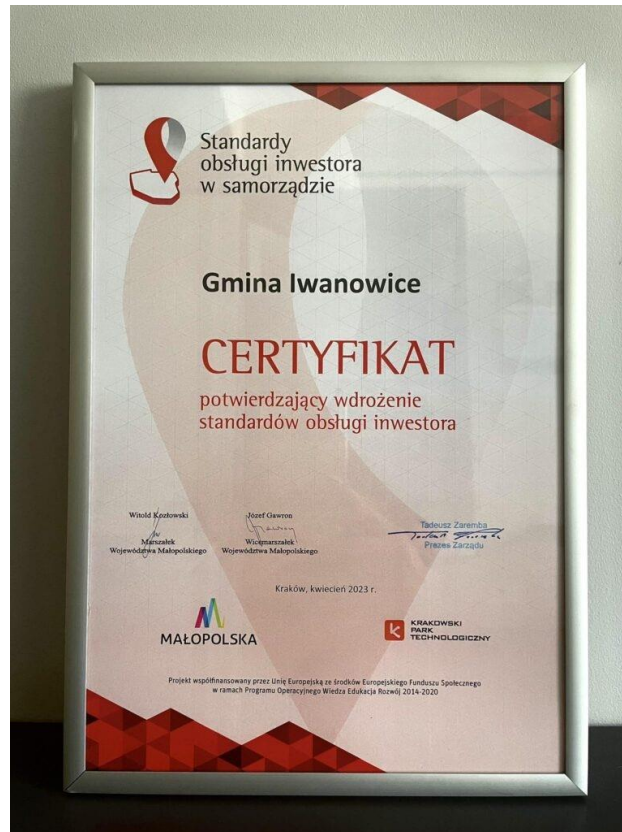 Standardy
obsługi inwestora
w samorządzie
Gmina Iwanowice
CERTYFIKAT
potwierdzający wdrożenie
standardów obsługi inwestora
Witold Kozłowski
Marszałek
Województwa Małopolskiego
Józef Gawron
Wicemarszałek
Województwa Małopolskiego
Tadeusz Zaremba
Prezes Zarządu
Kraków, kwiecień 2023 r.
MAŁOPOLSKA
KRAKOWSKI
PARK
TECHNOLOGICZNY
Projekt współfinansowany przez Unię Europejską ze środków Europejskiego Funduszu Społecznego
w ramach Programu Operacyjnego Wiedza Edukacja Rozwój 2014-2020